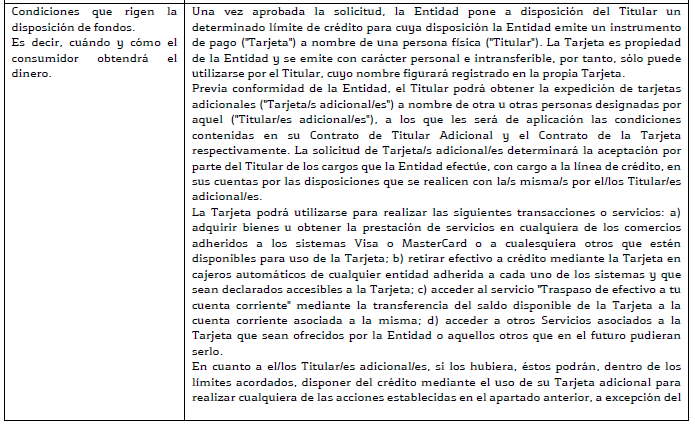 Condiciones que rigen la
disposición de fondos.
Es decir, cuándo y cómo el
consumidor obtendrá el
dinero.
Una vez aprobada la solicitud, la Entidad pone a disposición del Titular un
determinado límite de crédito para cuya disposición la Entidad emite un instrumento
de pago ("Tarjeta") a nombre de una persona física ("Titular"). La Tarjeta es propiedad
de la Entidad y se emite con carácter personal e intransferible, por tanto, sólo puede
utilizarse por el Titular, cuyo nombre figurará registrado en la propia Tarjeta.
Previa conformidad de la Entidad, el Titular podrá obtener la expedición de tarjetas
adicionales ("Tarjeta/s adicional/es") a nombre de otra u otras personas designadas por
aquel ("Titular/es adicional/es"), a los que les será de aplicación las condiciones
contenidas en su Contrato de Titular Adicional y el Contrato de la Tarjeta
respectivamente. La solicitud de Tarjeta/s adicional/es determinará la aceptación por
parte del Titular de los cargos que la Entidad efectúe, con cargo a la línea de crédito, en
sus cuentas por las disposiciones que se realicen con la/s misma/s por el/los Titular/es
adicional/es.
La Tarjeta podrá utilizarse para realizar las siguientes transacciones o servicios: a)
adquirir bienes u obtener la prestación de servicios en cualquiera de los comercios
adheridos a los sistemas Visa o MasterCard o a cualesquiera otros que estén
disponibles para uso de la Tarjeta; b) retirar efectivo a crédito mediante la Tarjeta en
cajeros automáticos de cualquier entidad adherida a cada uno de los sistemas y que
sean declarados accesibles a la Tarjeta; c) acceder al servicio "Traspaso de efectivo a tu
cuenta corriente" mediante la transferencia del saldo disponible de la Tarjeta a la
cuenta corriente asociada a la misma; d) acceder a otros Servicios asociados a la
Tarjeta que sean ofrecidos por la Entidad o aquellos otros que en el futuro pudieran
serlo.
En cuanto a el/los Titular/es adicional/es, si los hubiera, éstos podrán, dentro de los
límites acordados, disponer del crédito mediante el uso de su Tarjeta adicional para
realizar cualquiera de las acciones establecidas en el apartado anterior, a excepción del